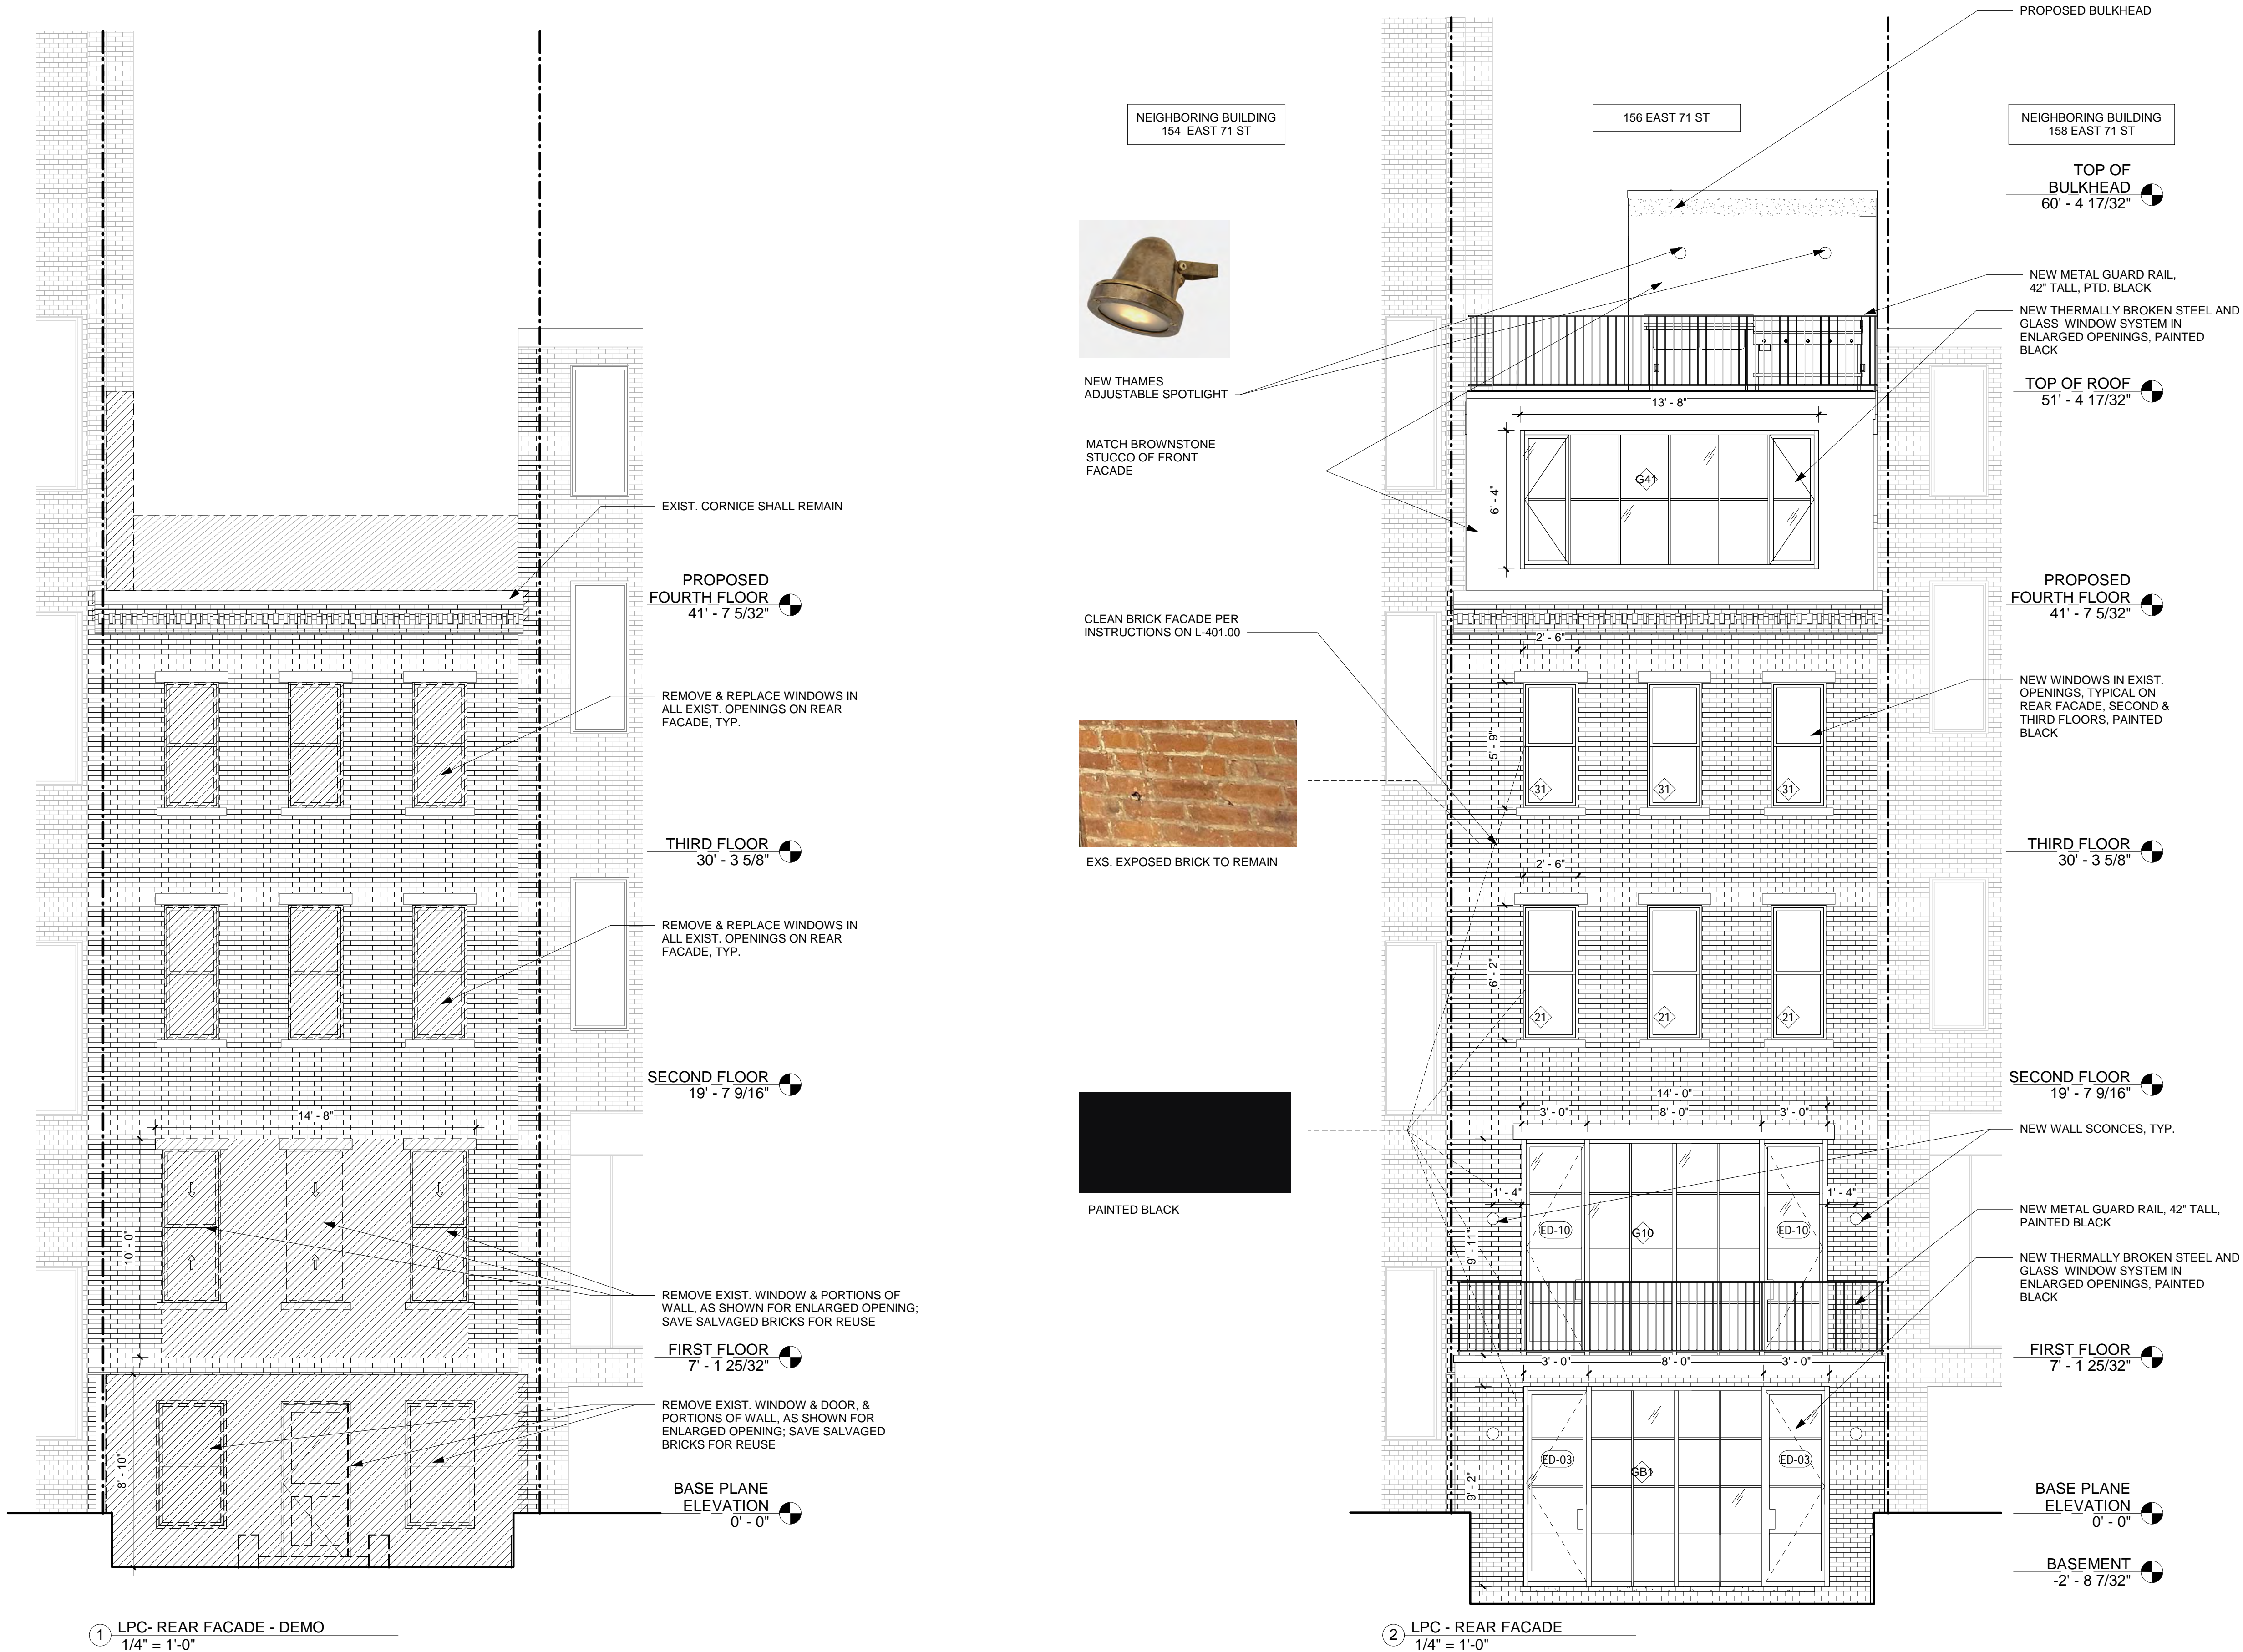 EXIST. CORNICE SHALL REMAIN
PROPOSED
FOURTH FLOOR
41' - 7 5/32"
REMOVE & REPLACE WINDOWS IN
ALL EXIST. OPENINGS ON REAR
FACADE, TYP.
THIRD FLOOR
30' - 3 5/8"
REMOVE & REPLACE WINDOWS IN
ALL EXIST. OPENINGS ON REAR
FACADE, TYP.
SECOND FLOOR
19' - 7 9/16"
14' - 8"
10' - 0"
REMOVE EXIST. WINDOW & PORTIONS OF
WALL, AS SHOWN FOR ENLARGED OPENING;
SAVE SALVAGED BRICKS FOR REUSE
FIRST FLOOR
7' - 1 25/32"
REMOVE EXIST. WINDOW & DOOR, &
PORTIONS OF WALL, AS SHOWN FOR
ENLARGED OPENING; SAVE SALVAGED
BRICKS FOR REUSE
8' - 10"
BASE PLANE
ELEVATION
0' - 0"
1 LPC- REAR FACADE - DEMO
1/4" = 1'-0"
PROPOSED BULKHEAD
NEIGHBORING BUILDING
154 EAST 71 ST
156 EAST 71 ST
NEIGHBORING BUILDING
158 EAST 71 ST
TOP OF
BULKHEAD
60' - 4 17/32"
NEW METAL GUARD RAIL,
42" TALL, PTD. BLACK
NEW THERMALLY BROKEN STEEL AND
GLASS WINDOW SYSTEM IN
ENLARGED OPENINGS, PAINTED
BLACK
NEW THAMES
ADJUSTABLE SPOTLIGHT
TOP OF ROOF
51' - 4 17/32"
13' - 8"
MATCH BROWNSTONE
STUCCO OF FRONT
FACADE
G41
6' - 4"
PROPOSED
FOURTH FLOOR
41' - 7 5/32"
CLEAN BRICK FACADE PER
INSTRUCTIONS ON L-401.00
2' - 6"
NEW WINDOWS IN EXIST.
OPENINGS, TYPICAL ON
REAR FACADE, SECOND &
THIRD FLOORS, PAINTED
BLACK
5' - 9"
31
31
31
THIRD FLOOR
30' - 3 5/8"
EXS. EXPOSED BRICK TO REMAIN
2' - 6"
6' - 2"
21
21
21
SECOND FLOOR
19' - 7 9/16"
14' - 0"
3' - 0"
8' - 0"
3' - 0"
NEW WALL SCONCES, TYP.
PAINTED BLACK
1' - 4"
1' - 4"
NEW METAL GUARD RAIL, 42" TALL,
PAINTED BLACK
ED-10
G10
ED-10
9' - 11"
NEW THERMALLY BROKEN STEEL AND
GLASS WINDOW SYSTEM IN
ENLARGED OPENINGS, PAINTED
BLACK
FIRST FLOOR
7' - 1 25/32"
3' - 0"
8' - 0"
3' - 0"
ED-03
GB1
ED-03
9' - 2"
BASE PLANE
ELEVATION
0' - 0"
BASEMENT
-2' - 8 7/32"
2 LPC - REAR FACADE
1/4" = 1'-0"